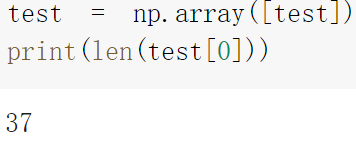 test = np.array([test])
print(len(test[0]))
37